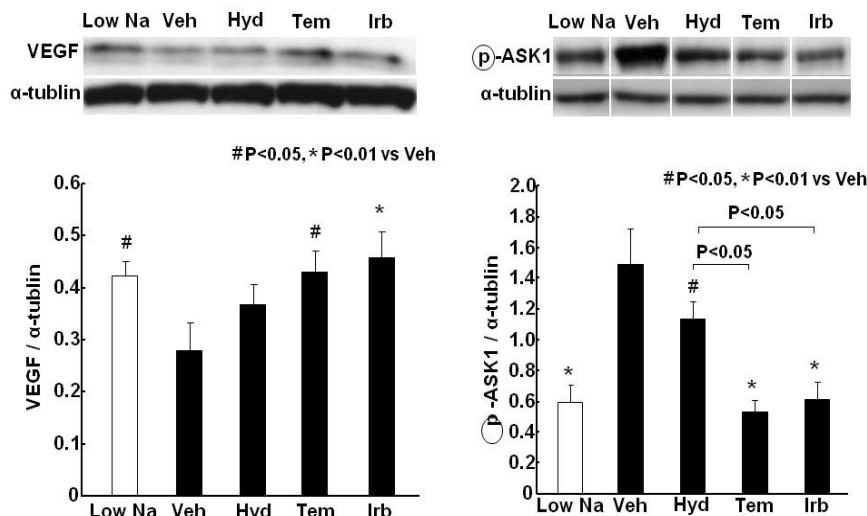 Low Na Veh Hyd Tem Irb
VEGF
α-tublin
#P<0.05, *P<0.01 vs Veh
0.6
0.5
0.4
0.3
0.2
0.1
0
VEGF / α-tublin
# # *
Low Na Veh Hyd Tem Irb
Low Na Veh Hyd Tem Irb
p-ASK1
α-tublin
#P<0.05, *P<0.01 vs Veh
P<0.05
P<0.05
2.0
1.8
1.6
1.4
1.2
1.0
0.8
0.6
0.4
0.2
0
p-ASK1 / α-tublin
* # * *
Low Na Veh Hyd Tem Irb